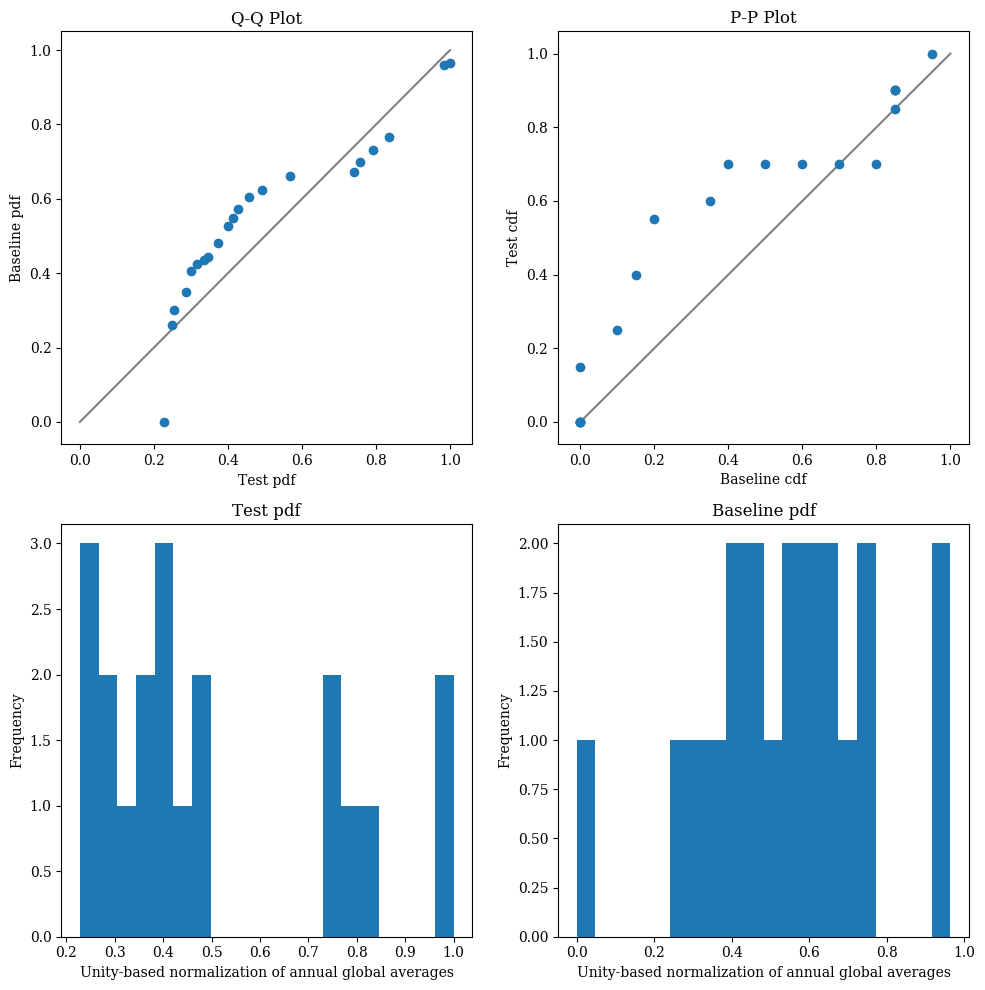 Q-Q Plot
1.0
0.8
0.6
0.4
0.2
0.0
Baseline pdf
0.0 0.2 0.4 0.6 0.8 1.0
Test pdf
P-P Plot
1.0
0.8
0.6
0.4
0.2
0.0
Test cdf
0.0 0.2 0.4 0.6 0.8 1.0
Baseline cdf
Test pdf
3.0
2.5
2.0
1.5
1.0
0.5
0.0
Frequency
0.2 0.3 0.4 0.5 0.6 0.7 0.8 0.9 1.0
Unity-based normalization of annual global averages
Baseline pdf
2.00
1.75
1.50
1.25
1.00
0.75
0.50
0.25
0.00
Frequency
0.0 0.2 0.4 0.6 0.8 1.0
Unity-based normalization of annual global averages